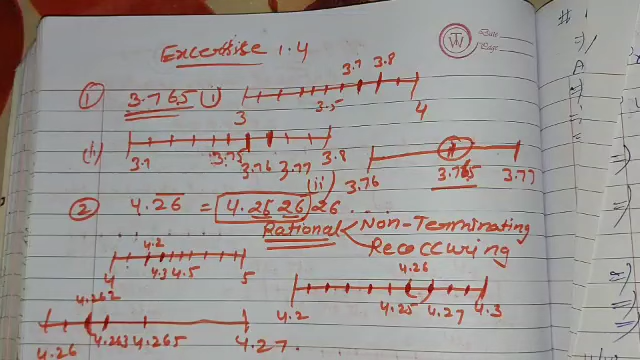 Excercise 1.4
Date
Page
① 3.765 (i) 3 3.5 3.7 3.8 4
(ii) 3.7 3.75 3.76 3.77 3.8
(iii) 3.76 3.765 3.77
② 4.26 = 4.26 26 26 ....
Rational < Non-Terminating
Reoccuring
4 4.2 4.3 4.5 5
4.2 4.25 4.26 4.27 4.3
4.26 4.262 4.263 4.265 4.27.